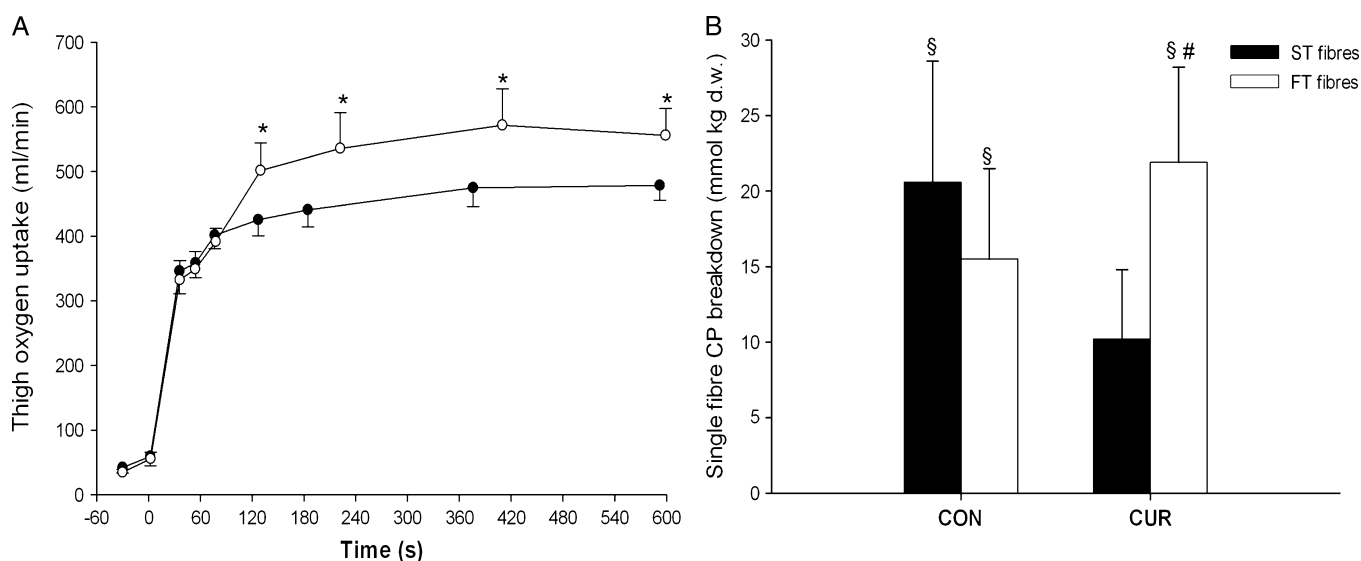 A
Thigh oxygen uptake (ml/min)
700
600
500
400
300
200
100
0
* * * *
-60 0 60 120 180 240 300 360 420 480 540 600
Time (s)
B
Single fibre CP breakdown (mmol kg d.w.)
30
25
20
15
10
5
0
§
§
§ #
CON CUR
ST fibres
FT fibres